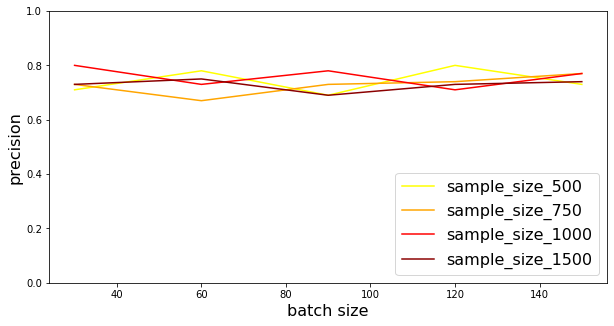 1.0
0.8
0.6
0.4
0.2
0.0
precision
40 60 80 100 120 140
batch size
sample_size_500
sample_size_750
sample_size_1000
sample_size_1500